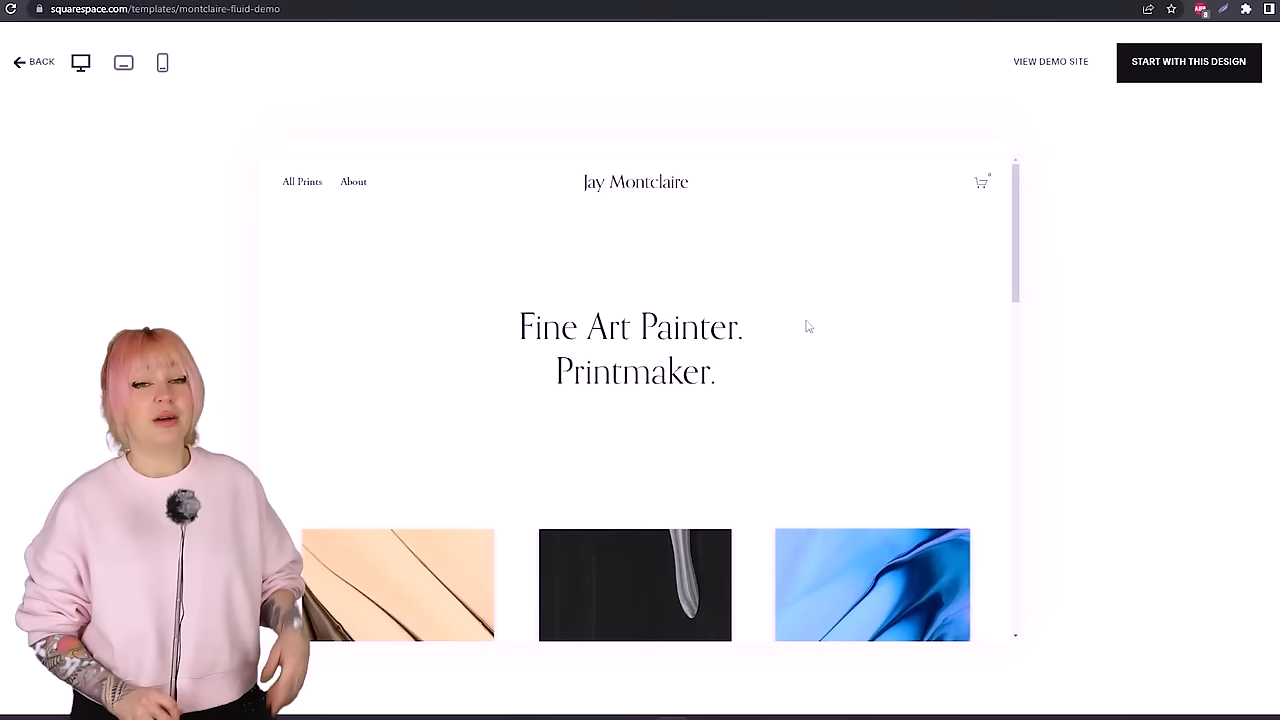 squarespace.com/templates/montclaire-fluid-demo
BACK
VIEW DEMO SITE
START WITH THIS DESIGN
All Prints
About
Jay Montclaire
0
Fine Art Painter.
Printmaker.